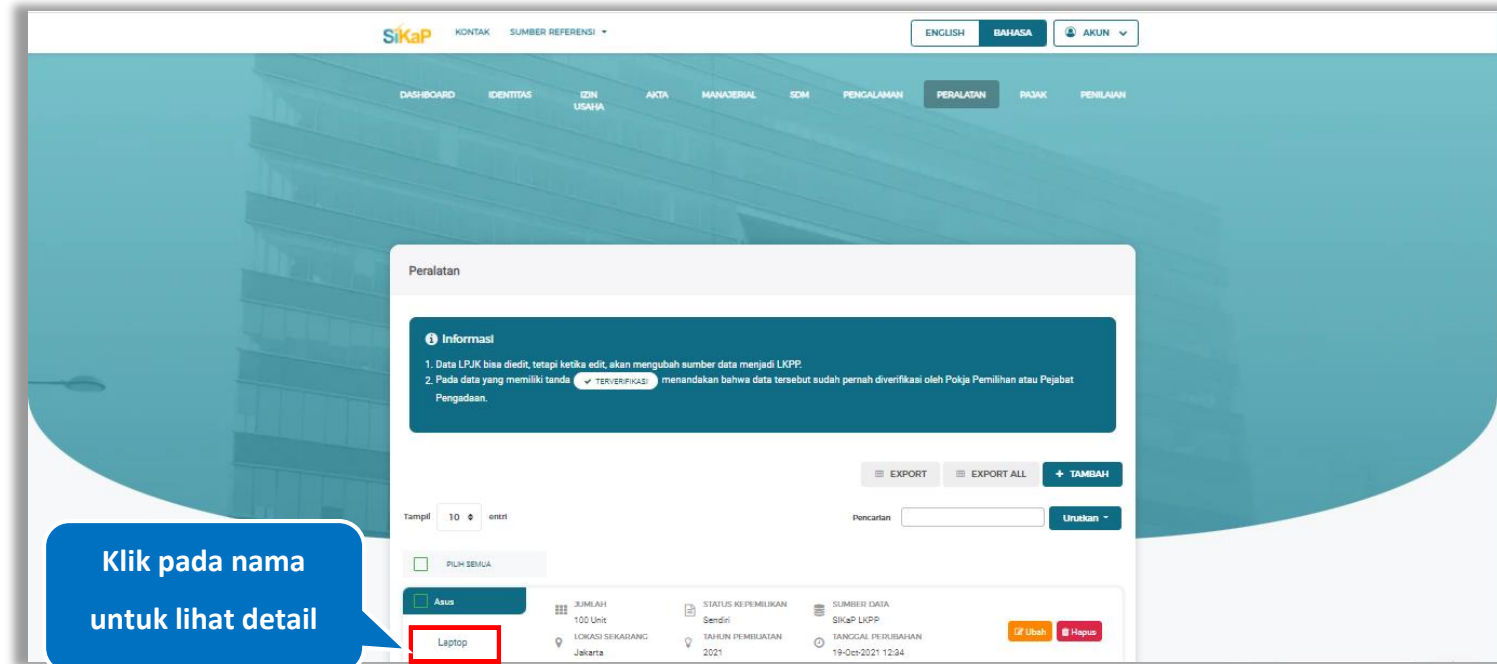 SIKaP KONTAK SUMBER REFERENSI ENGLISH BAHASA AKUN
DASHBOARD IDENTITAS IZIN USAHA AKTA MANAJERIAL SDM PENGALAMAN PERALATAN PAJAK PENILAIAN
Peralatan
Informasi
1. Data LPJK bisa diedit, tetapi ketika edit, akan mengubah sumber data menjadi LKPP.
2. Pada data yang memiliki tanda TERVERIFIKASI menandakan bahwa data tersebut sudah pernah diverifikasi oleh Pokja Pemilihan atau Pejabat
Pengadaan.
EXPORT EXPORT ALL + TAMBAH
Tampil 10 entri Pencarian Urutkan
PILIH SEMUA
Klik pada nama
untuk lihat detail
Asus
Laptop
JUMLAH
100 Unit
LOKASI SEKARANG
Jakarta
STATUS KEPEMILIKAN
Sendiri
TAHUN PEMBUATAN
2021
SUMBER DATA
SIKaP LKPP
TANGGAL PERUBAHAN
19-Oct-2021 12:34
Ubah Hapus